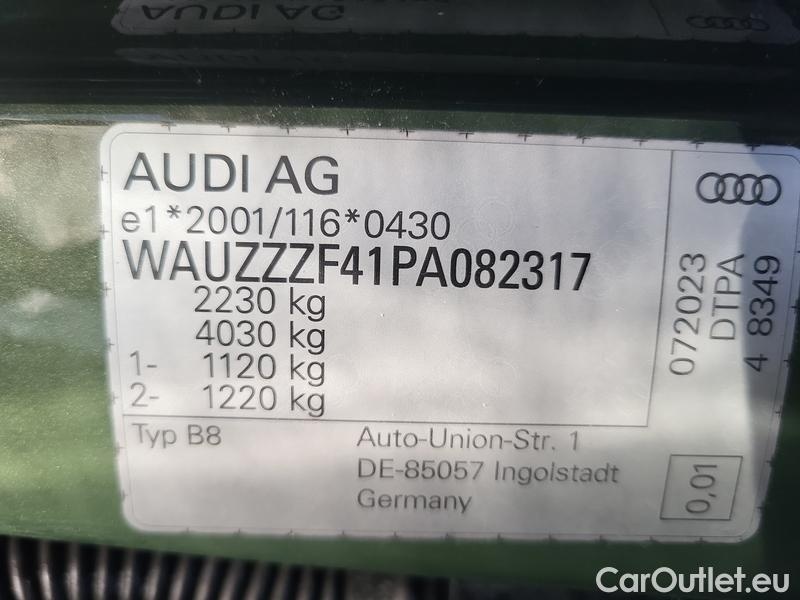 AUDI AG
AUDI AG
e1*2001/116*0430
WAUZZZF41PA082317
2230 kg
4030 kg
1- 1120 kg
2- 1220 kg
Typ B8
Auto-Union-Str. 1
DE-85057 Ingolstadt
Germany
072023
DTPA
4 8349
0,01
CarOutlet.eu